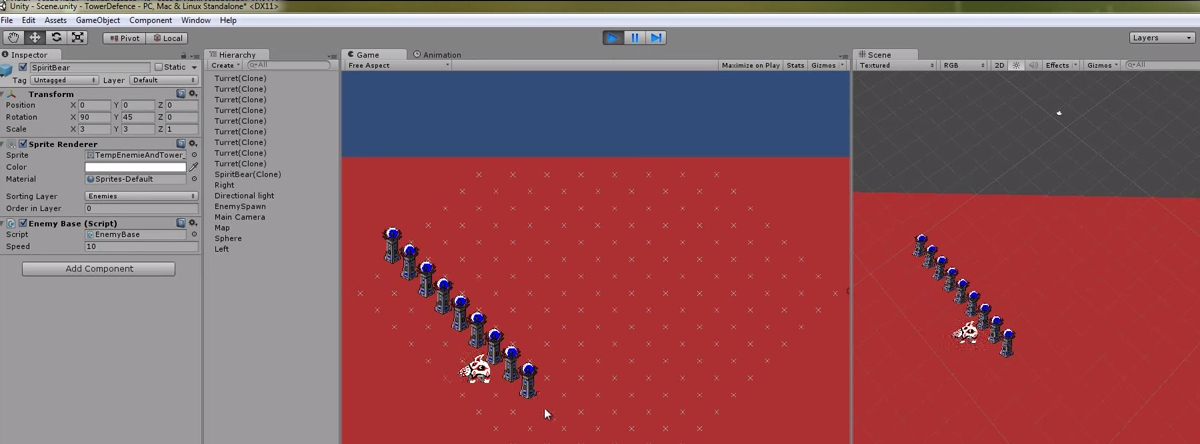 Unity - Scene.unity - TowerDefence - PC, Mac & Linux Standalone* <DX11>
File Edit Assets GameObject Component Window Help
Pivot Local Layers
Inspector
SpiritBear Static
Tag Untagged Layer Default
Transform
Position X 0 Y 0 Z 0
Rotation X 90 Y 45 Z 0
Scale X 3 Y 3 Z 1
Sprite Renderer
Sprite TempEnemieAndTower_
Color
Material Sprites-Default
Sorting Layer Enemies
Order in Layer 0
Enemy Base (Script)
Script EnemyBase
Speed 10
Add Component
Hierarchy
Create All
Turret(Clone)
Turret(Clone)
Turret(Clone)
Turret(Clone)
Turret(Clone)
Turret(Clone)
Turret(Clone)
Turret(Clone)
Turret(Clone)
SpiritBear(Clone)
Right
Directional light
EnemySpawn
Main Camera
Map
Sphere
Left
Game Animation
Free Aspect Maximize on Play Stats Gizmos
Scene
Textured RGB 2D Effects Gizmos All